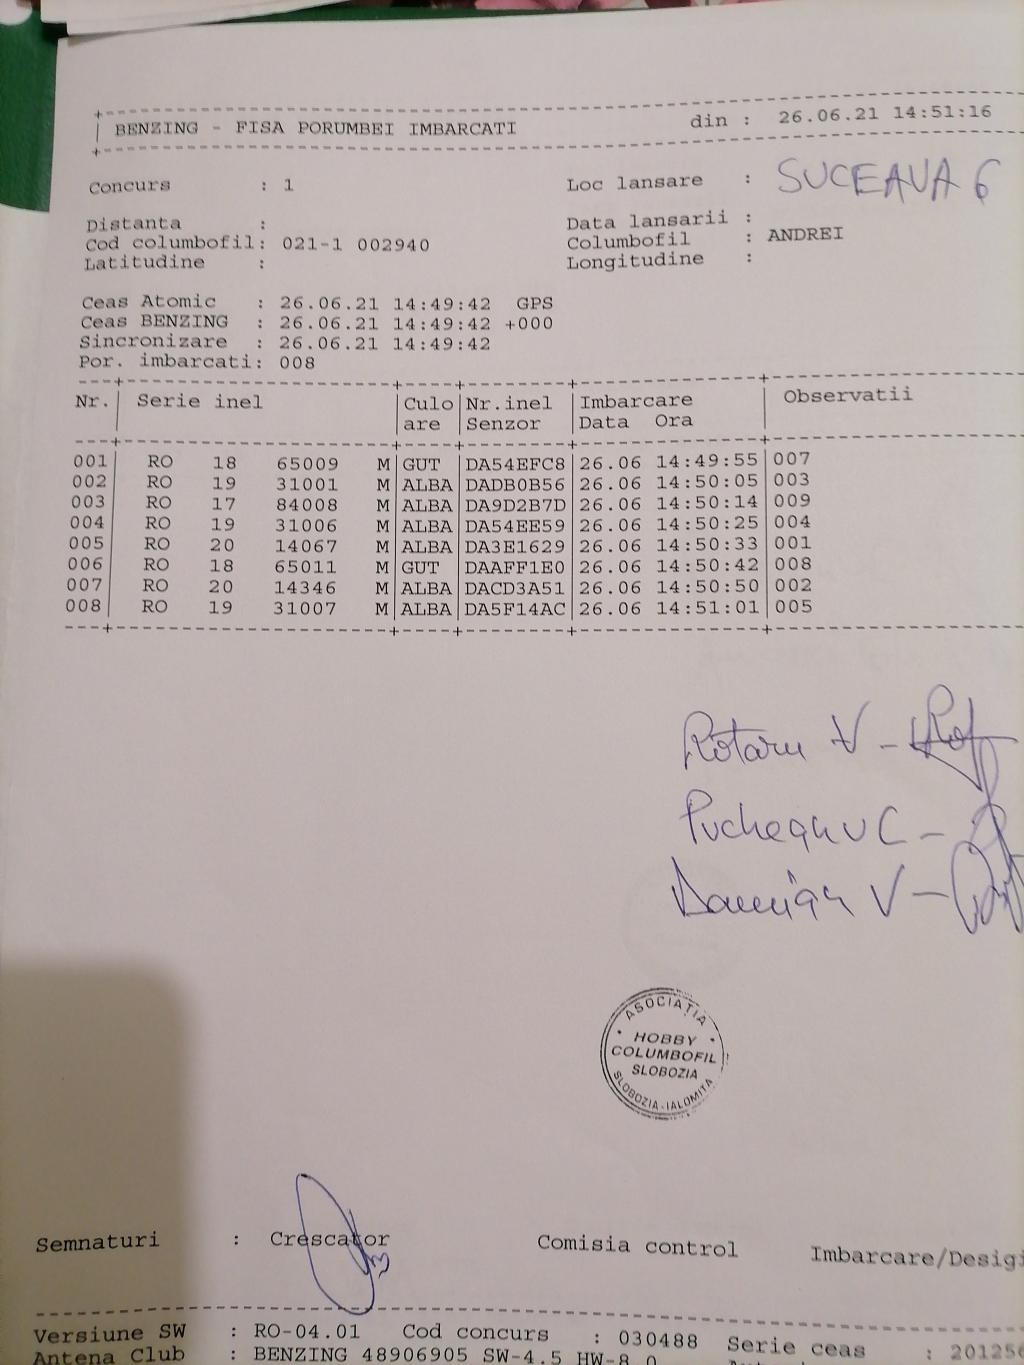 BENZING - FISA PORUMBEI IMBARCATI din : 26.06.21 14:51:16
Concurs : 1 Loc lansare : SUCEAVA 6
Distanta : Data lansarii :
Cod columbofil: 021-1 002940 Columbofil : ANDREI
Latitudine : Longitudine :
Ceas Atomic : 26.06.21 14:49:42 GPS
Ceas BENZING : 26.06.21 14:49:42 +000
Sincronizare : 26.06.21 14:49:42
Por. imbarcati: 008
Nr. Serie inel Culo Nr.inel Imbarcare Observatii
are Senzor Data Ora
001 RO 18 65009 M GUT DA54EFC8 26.06 14:49:55 007
002 RO 19 31001 M ALBA DADB0B56 26.06 14:50:05 003
003 RO 17 84008 M ALBA DA9D2B7D 26.06 14:50:14 009
004 RO 19 31006 M ALBA DA54EE59 26.06 14:50:25 004
005 RO 20 14067 M ALBA DA3E1629 26.06 14:50:33 001
006 RO 18 65011 M GUT DAAFF1E0 26.06 14:50:42 008
007 RO 20 14346 M ALBA DACD3A51 26.06 14:50:50 002
008 RO 19 31007 M ALBA DA5F14AC 26.06 14:51:01 005
Rotaru V -
Pucheanu C -
Damian V -
ASOCIAȚIA
HOBBY
COLUMBOFIL
SLOBOZIA
SLOBOZIA-IALOMITA
Semnaturi : Crescator Comisia control Imbarcare/Desigi
Versiune SW : RO-04.01 Cod concurs : 030488 Serie ceas : 201256
Antena Club : BENZING 48906905 SW-4.5 HW-8.0